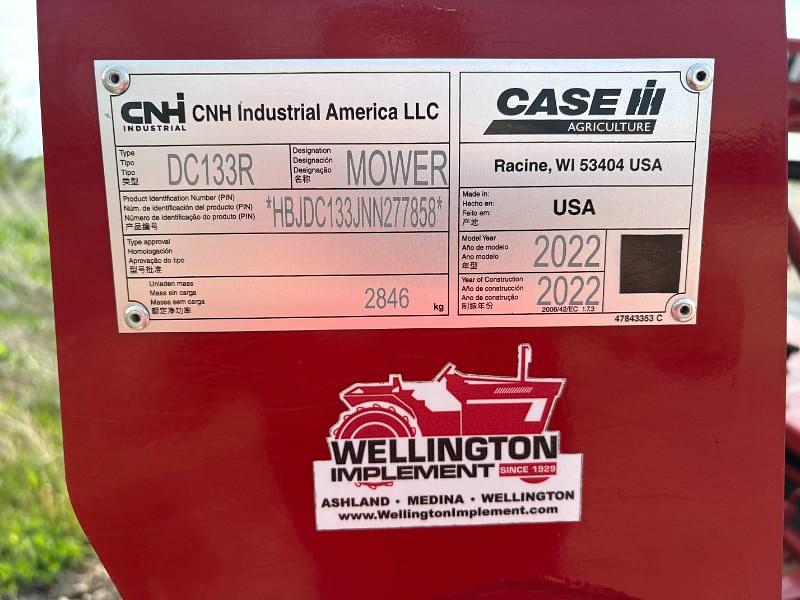 CNH INDUSTRIAL CNH Industrial America LLC
Type
Tipo
Tipo
类型
DC133R
Designation
Designación
Designação
名称
MOWER
Product Identification Number (PIN)
Núm. de identificación del producto (PIN)
Número de identificação do produto (PIN)
产品编号
*HBJDC133JNN277858*
Type approval
Homologación
Aprovação do tipo
型号批准
Unladen mass
Masa sin carga
Massa sem carga
额定净功率
2846 kg
CASE IH
AGRICULTURE
Racine, WI 53404 USA
Made in:
Hecho en:
Feito em:
产地
USA
Model Year
Año de modelo
Ano modelo
年型
2022
Year of Construction
Año de construcción
Ano de construção
制造年份
2022
2006/42/EC 1.7.3
47843353 C
WELLINGTON
IMPLEMENT SINCE 1929
ASHLAND • MEDINA • WELLINGTON
www.WellingtonImplement.com